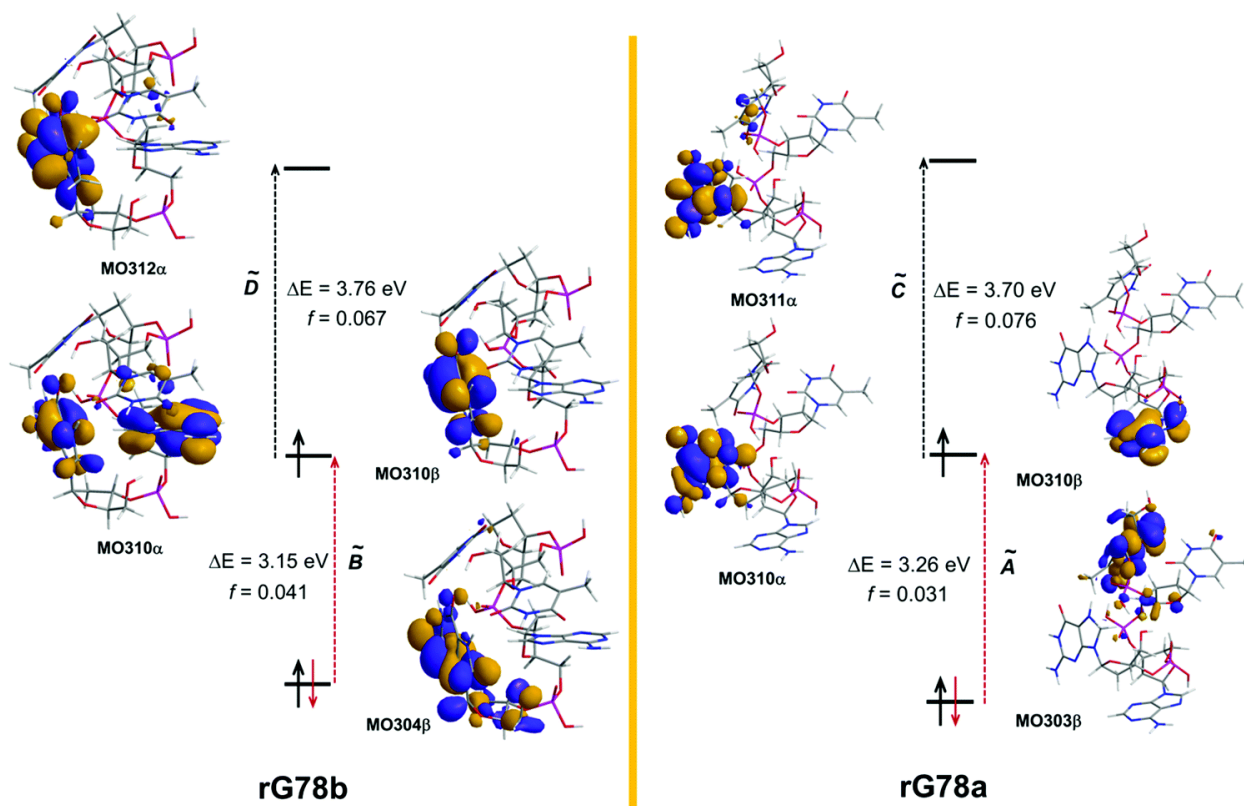 MO312α
D̃
ΔE = 3.76 eV
f = 0.067
MO310α
MO310β
ΔE = 3.15 eV
f = 0.041
B̃
MO304β
rG78b
MO311α
C̃
ΔE = 3.70 eV
f = 0.076
MO310α
MO310β
ΔE = 3.26 eV
f = 0.031
Ã
MO303β
rG78a